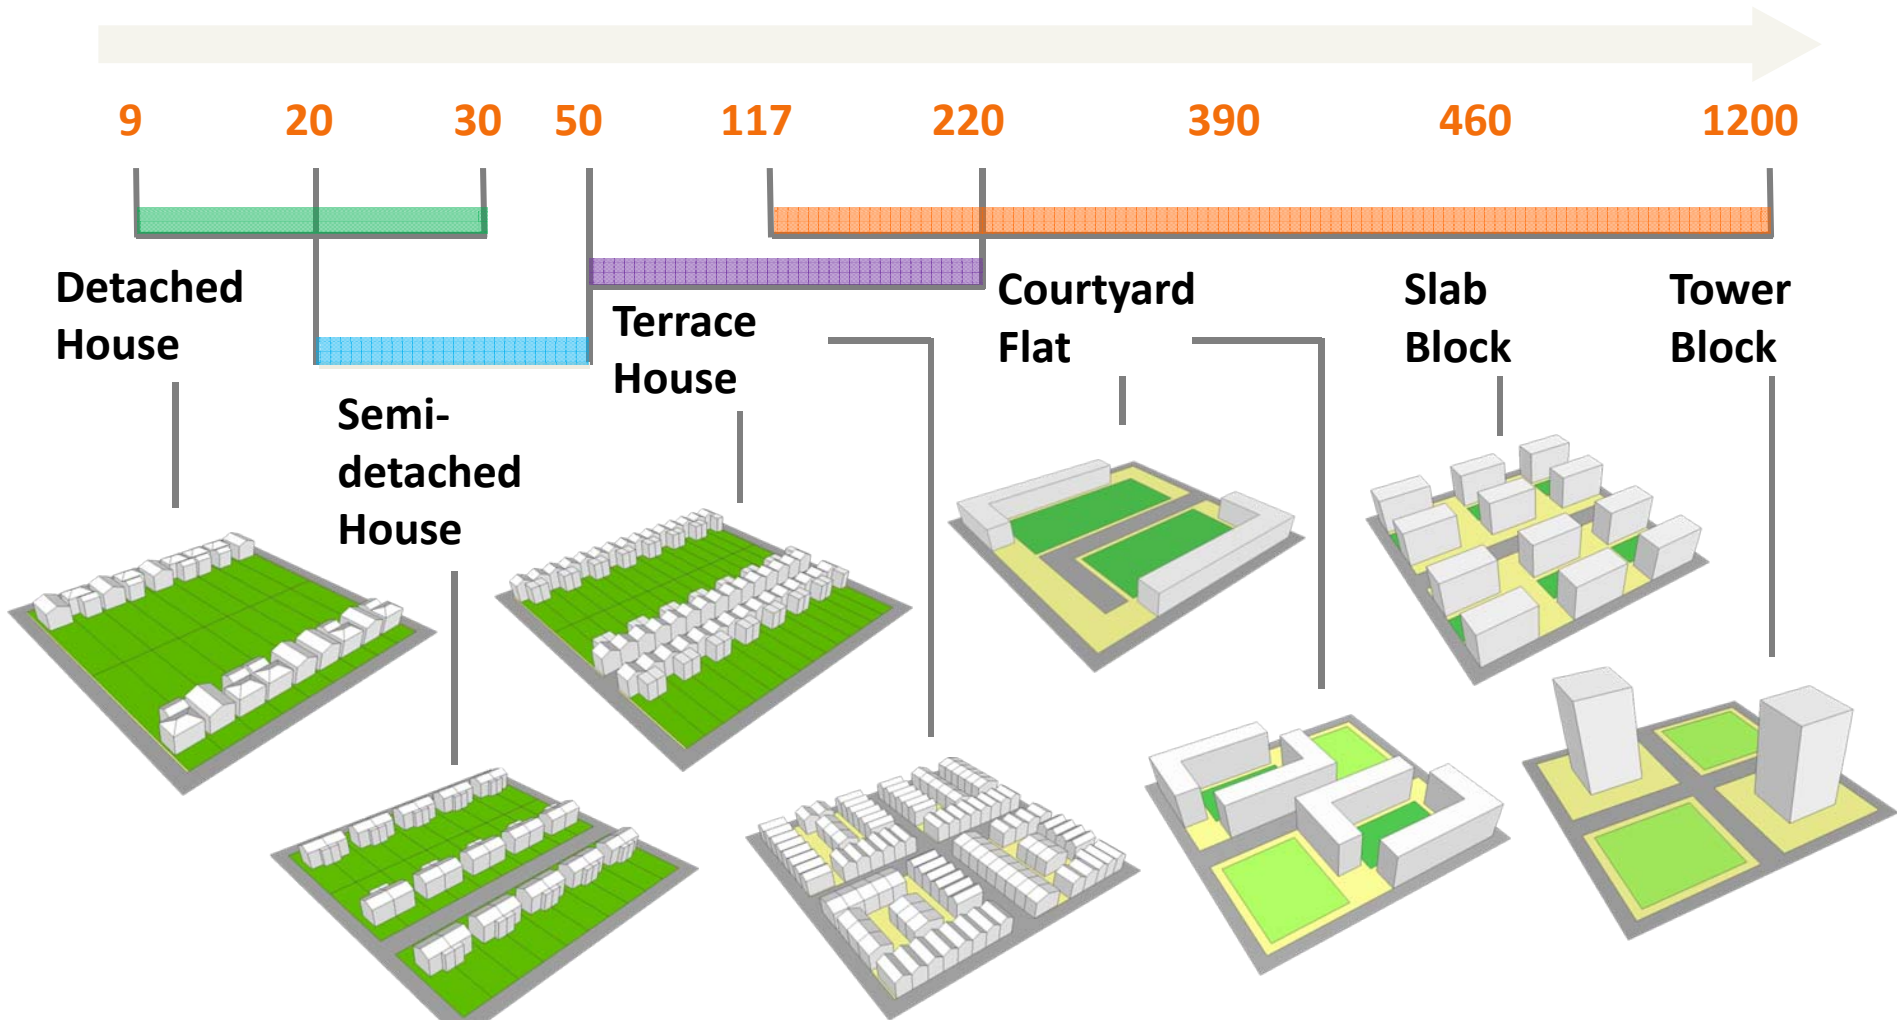 9 20 30 50 117 220 390 460 1200
Detached
House
Semi-
detached
House
Terrace
House
Courtyard
Flat
Slab
Block
Tower
Block